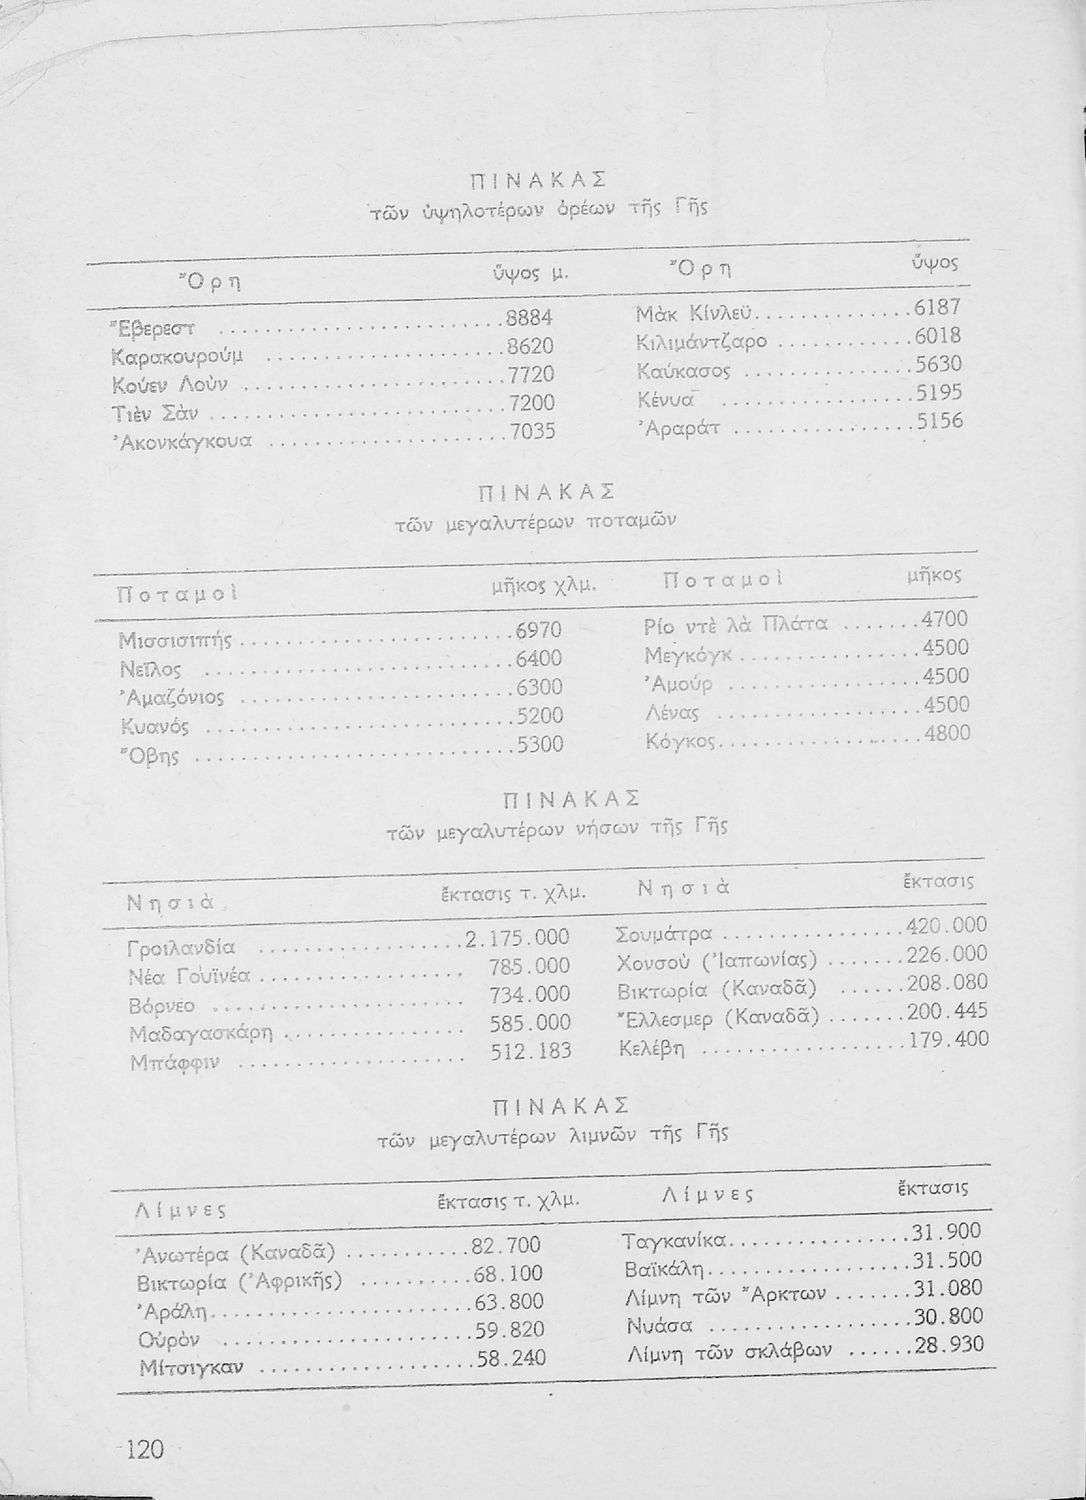 ΠΙΝΑΚΑΣ
τῶν ὑψηλοτέρων ὀρέων τῆς Γῆς
Ὄρη ὕψος μ. Ὄρη ὕψος
Ἔβερεστ ........................8884 Μὰκ Κίνλεϋ..............6187
Καρακουρούμ ....................8620 Κιλιμάντζαρο ............6018
Κούεν Λοὺν .......................7720 Καύκασος ...............5630
Τιὲν Σὰν ..........................7200 Κένυα .................5195
Ἀκονκάγκουα .....................7035 Ἀραράτ ................5156
ΠΙΝΑΚΑΣ
τῶν μεγαλυτέρων ποταμῶν
Ποταμοὶ μῆκος χλμ. Ποταμοὶ μῆκος
Μισσισιπῆς ........................6970 Ρίο ντὲ λὰ Πλάτα .......4700
Νεῖλος ...........................6400 Μεγκόγκ ................4500
Ἀμαζόνιος ........................6300 Ἀμούρ .................4500
Κυανός ...........................5200 Λένας ..................4500
Ὄβης ............................5300 Κόγκος..................4800
ΠΙΝΑΚΑΣ
τῶν μεγαλυτέρων νήσων τῆς Γῆς
Νησιὰ ἔκτασις τ. χλμ. Νησιὰ ἔκτασις
Γροιλανδία ..................2.175.000 Σουμάτρα ................420.000
Νέα Γουϊνέα .................. 785.000 Χονσοὺ (Ἰαπωνίας) .......226.000
Βόρνεο ...................... 734.000 Βικτωρία (Καναδᾶ) ......208.080
Μαδαγασκάρη ................ 585.000 Ἔλλεσμερ (Καναδᾶ) .......200.445
Μπάφφιν .................... 512.183 Κελέβη ..................179.400
ΠΙΝΑΚΑΣ
τῶν μεγαλυτέρων λιμνῶν τῆς Γῆς
Λίμνες ἔκτασις τ. χλμ. Λίμνες ἔκτασις
Ἀνωτέρα (Καναδᾶ) ...........82.700 Ταγκανίκα................31.900
Βικτωρία (Ἀφρικῆς) ..........68.100 Βαϊκάλη..................31.500
Ἀράλη.......................63.800 Λίμνη τῶν Ἄρκτων .......31.080
Οὐρὸν ......................59.820 Νυάσα ..................30.800
Μίτσιγκαν ...................58.240 Λίμνη τῶν σκλάβων ......28.930
120